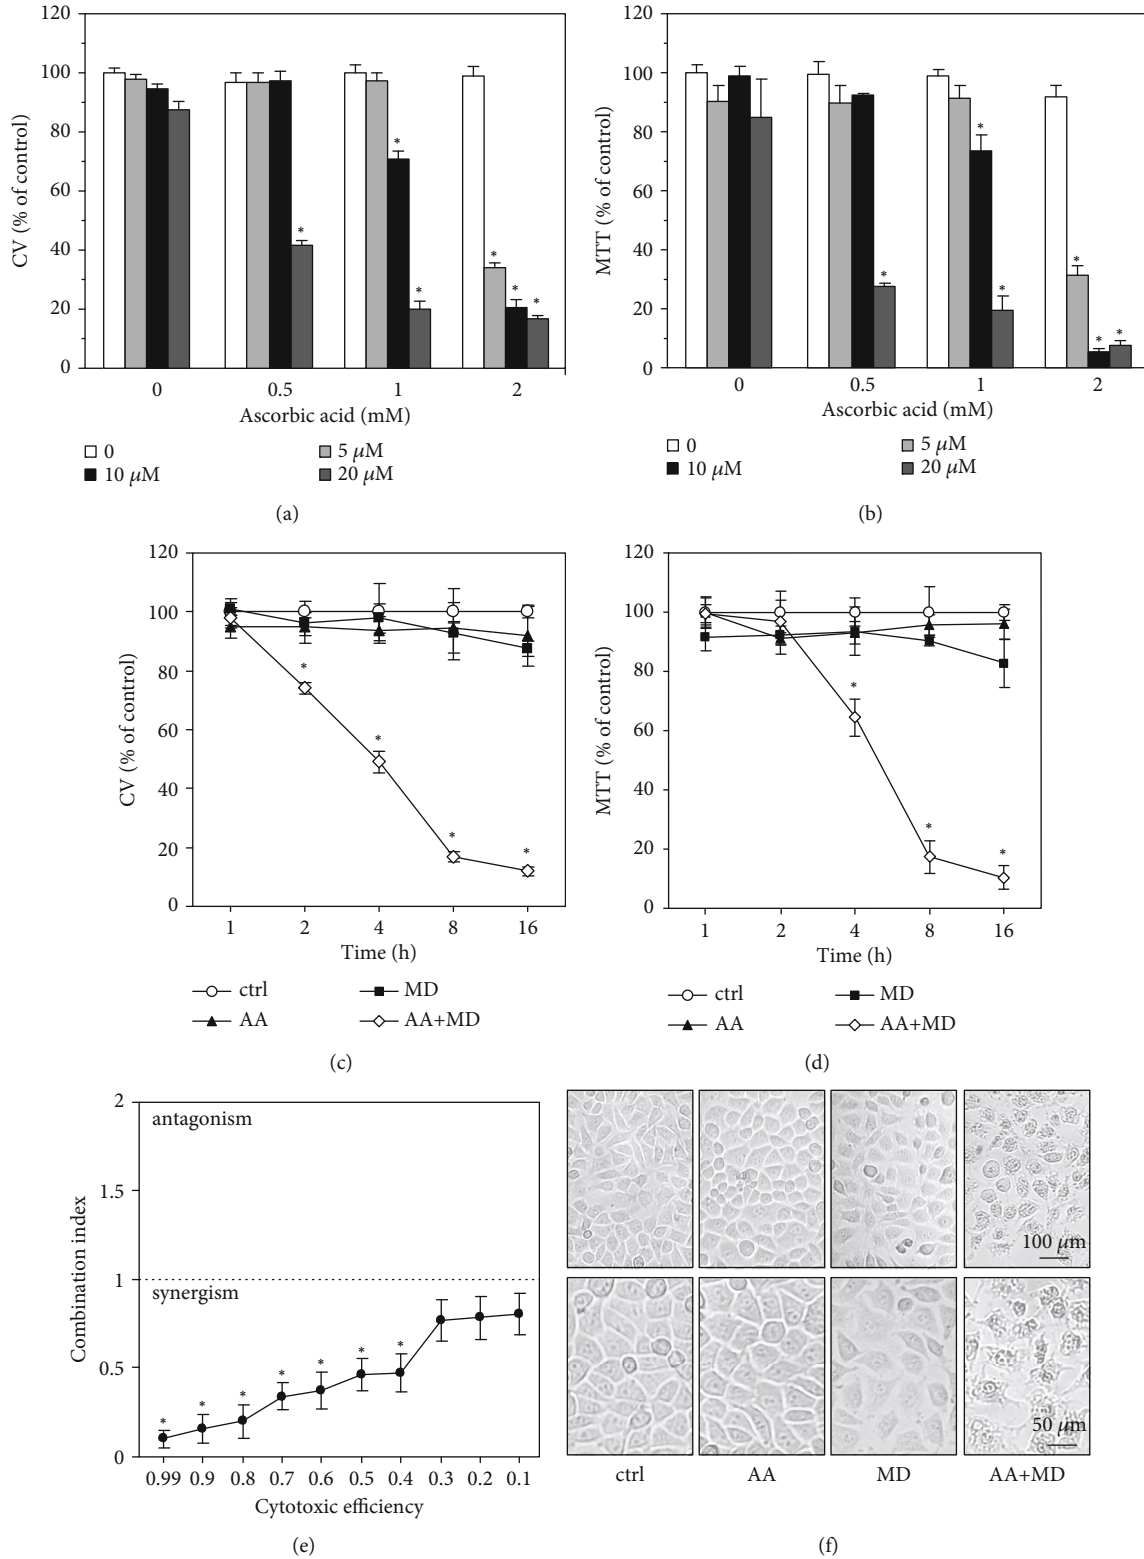 120
100
80
60
40
20
0
CV (% of control)
* * * * * *
0 0.5 1 2
Ascorbic acid (mM)
0 5 μM
10 μM 20 μM
(a)
120
100
80
60
40
20
0
MTT (% of control)
* * * * * *
0 0.5 1 2
Ascorbic acid (mM)
0 5 μM
10 μM 20 μM
(b)
120
100
80
60
40
20
0
CV (% of control)
* * * *
1 2 4 8 16
Time (h)
ctrl MD
AA AA+MD
(c)
120
100
80
60
40
20
0
MTT (% of control)
* * * *
1 2 4 8 16
Time (h)
ctrl MD
AA AA+MD
(d)
2
1.5
1
0.5
0
Combination index
antagonism
synergism
* * * * * * *
0.99 0.9 0.8 0.7 0.6 0.5 0.4 0.3 0.2 0.1
Cytotoxic efficiency
(e)
100 μm
50 μm
ctrl AA MD AA+MD
(f)